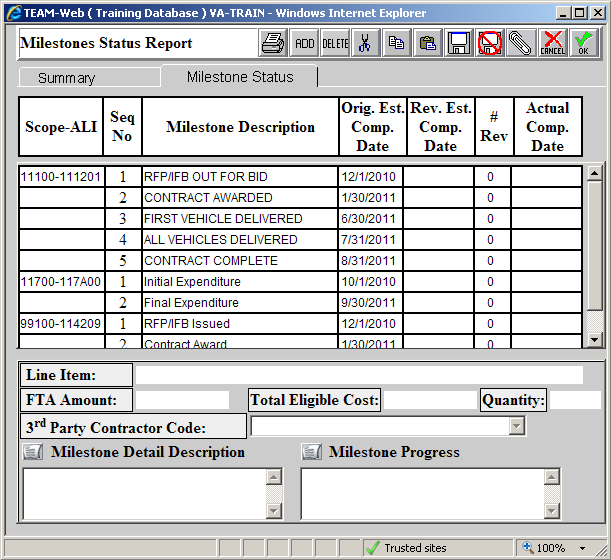 TEAM-Web ( Training Database ) VA-TRAIN - Windows Internet Explorer
Milestones Status Report
ADD DELETE CANCEL OK
Summary Milestone Status
Scope-ALI Seq No Milestone Description Orig. Est. Comp. Date Rev. Est. Comp. Date # Rev Actual Comp. Date
11100-111201 1 RFP/IFB OUT FOR BID 12/1/2010 0
2 CONTRACT AWARDED 1/30/2011 0
3 FIRST VEHICLE DELIVERED 6/30/2011 0
4 ALL VEHICLES DELIVERED 7/31/2011 0
5 CONTRACT COMPLETE 8/31/2011 0
11700-117A00 1 Initial Expenditure 10/1/2010 0
2 Final Expenditure 9/30/2011 0
99100-114209 1 RFP/IFB Issued 12/1/2010 0
2 Contract Award 1/30/2011 0
Line Item:
FTA Amount: Total Eligible Cost: Quantity:
3rd Party Contractor Code:
Milestone Detail Description Milestone Progress
Trusted sites 100%